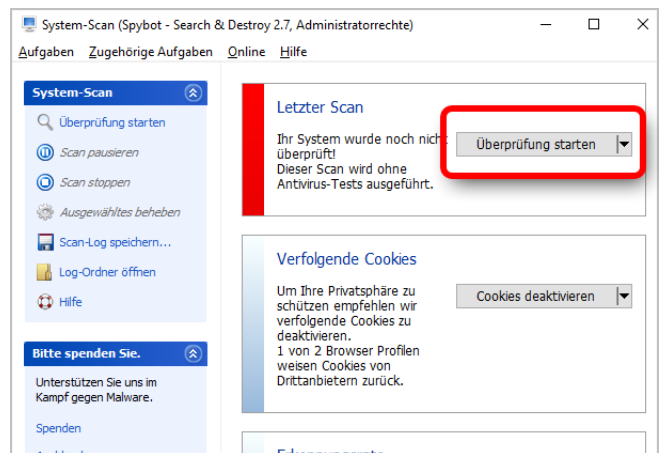 System-Scan (Spybot - Search & Destroy 2.7, Administratorrechte)
Aufgaben Zugehörige Aufgaben Online Hilfe
System-Scan
Überprüfung starten
Scan pausieren
Scan stoppen
Ausgewähltes beheben
Scan-Log speichern...
Log-Ordner öffnen
Hilfe
Bitte spenden Sie.
Unterstützen Sie uns im
Kampf gegen Malware.
Spenden
Letzter Scan
Ihr System wurde noch nicht
überprüft!
Dieser Scan wird ohne
Antivirus-Tests ausgeführt.
Überprüfung starten
Verfolgende Cookies
Um Ihre Privatsphäre zu
schützen empfehlen wir
verfolgende Cookies zu
deaktivieren.
1 von 2 Browser Profilen
weisen Cookies von
Drittanbietern zurück.
Cookies deaktivieren